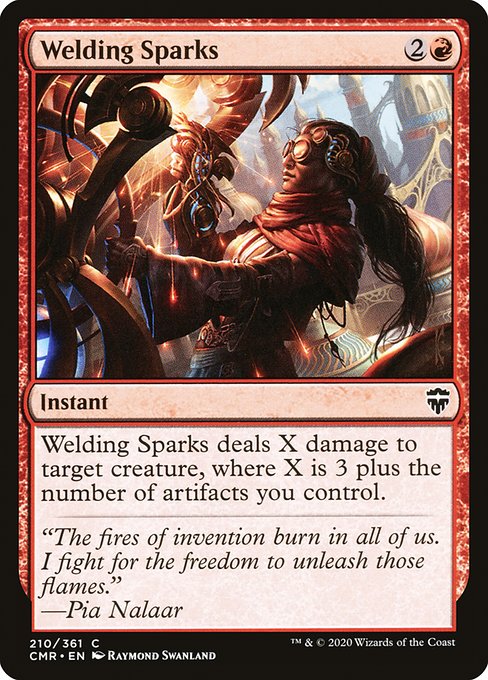 Welding Sparks 2
Instant
Welding Sparks deals X damage to
target creature, where X is 3 plus the
number of artifacts you control.
“The fires of invention burn in all of us.
I fight for the freedom to unleash those
flames.”
—Pia Nalaar
210/361 C
™ & © 2020 Wizards of the Coast
CMR • EN Raymond Swanland